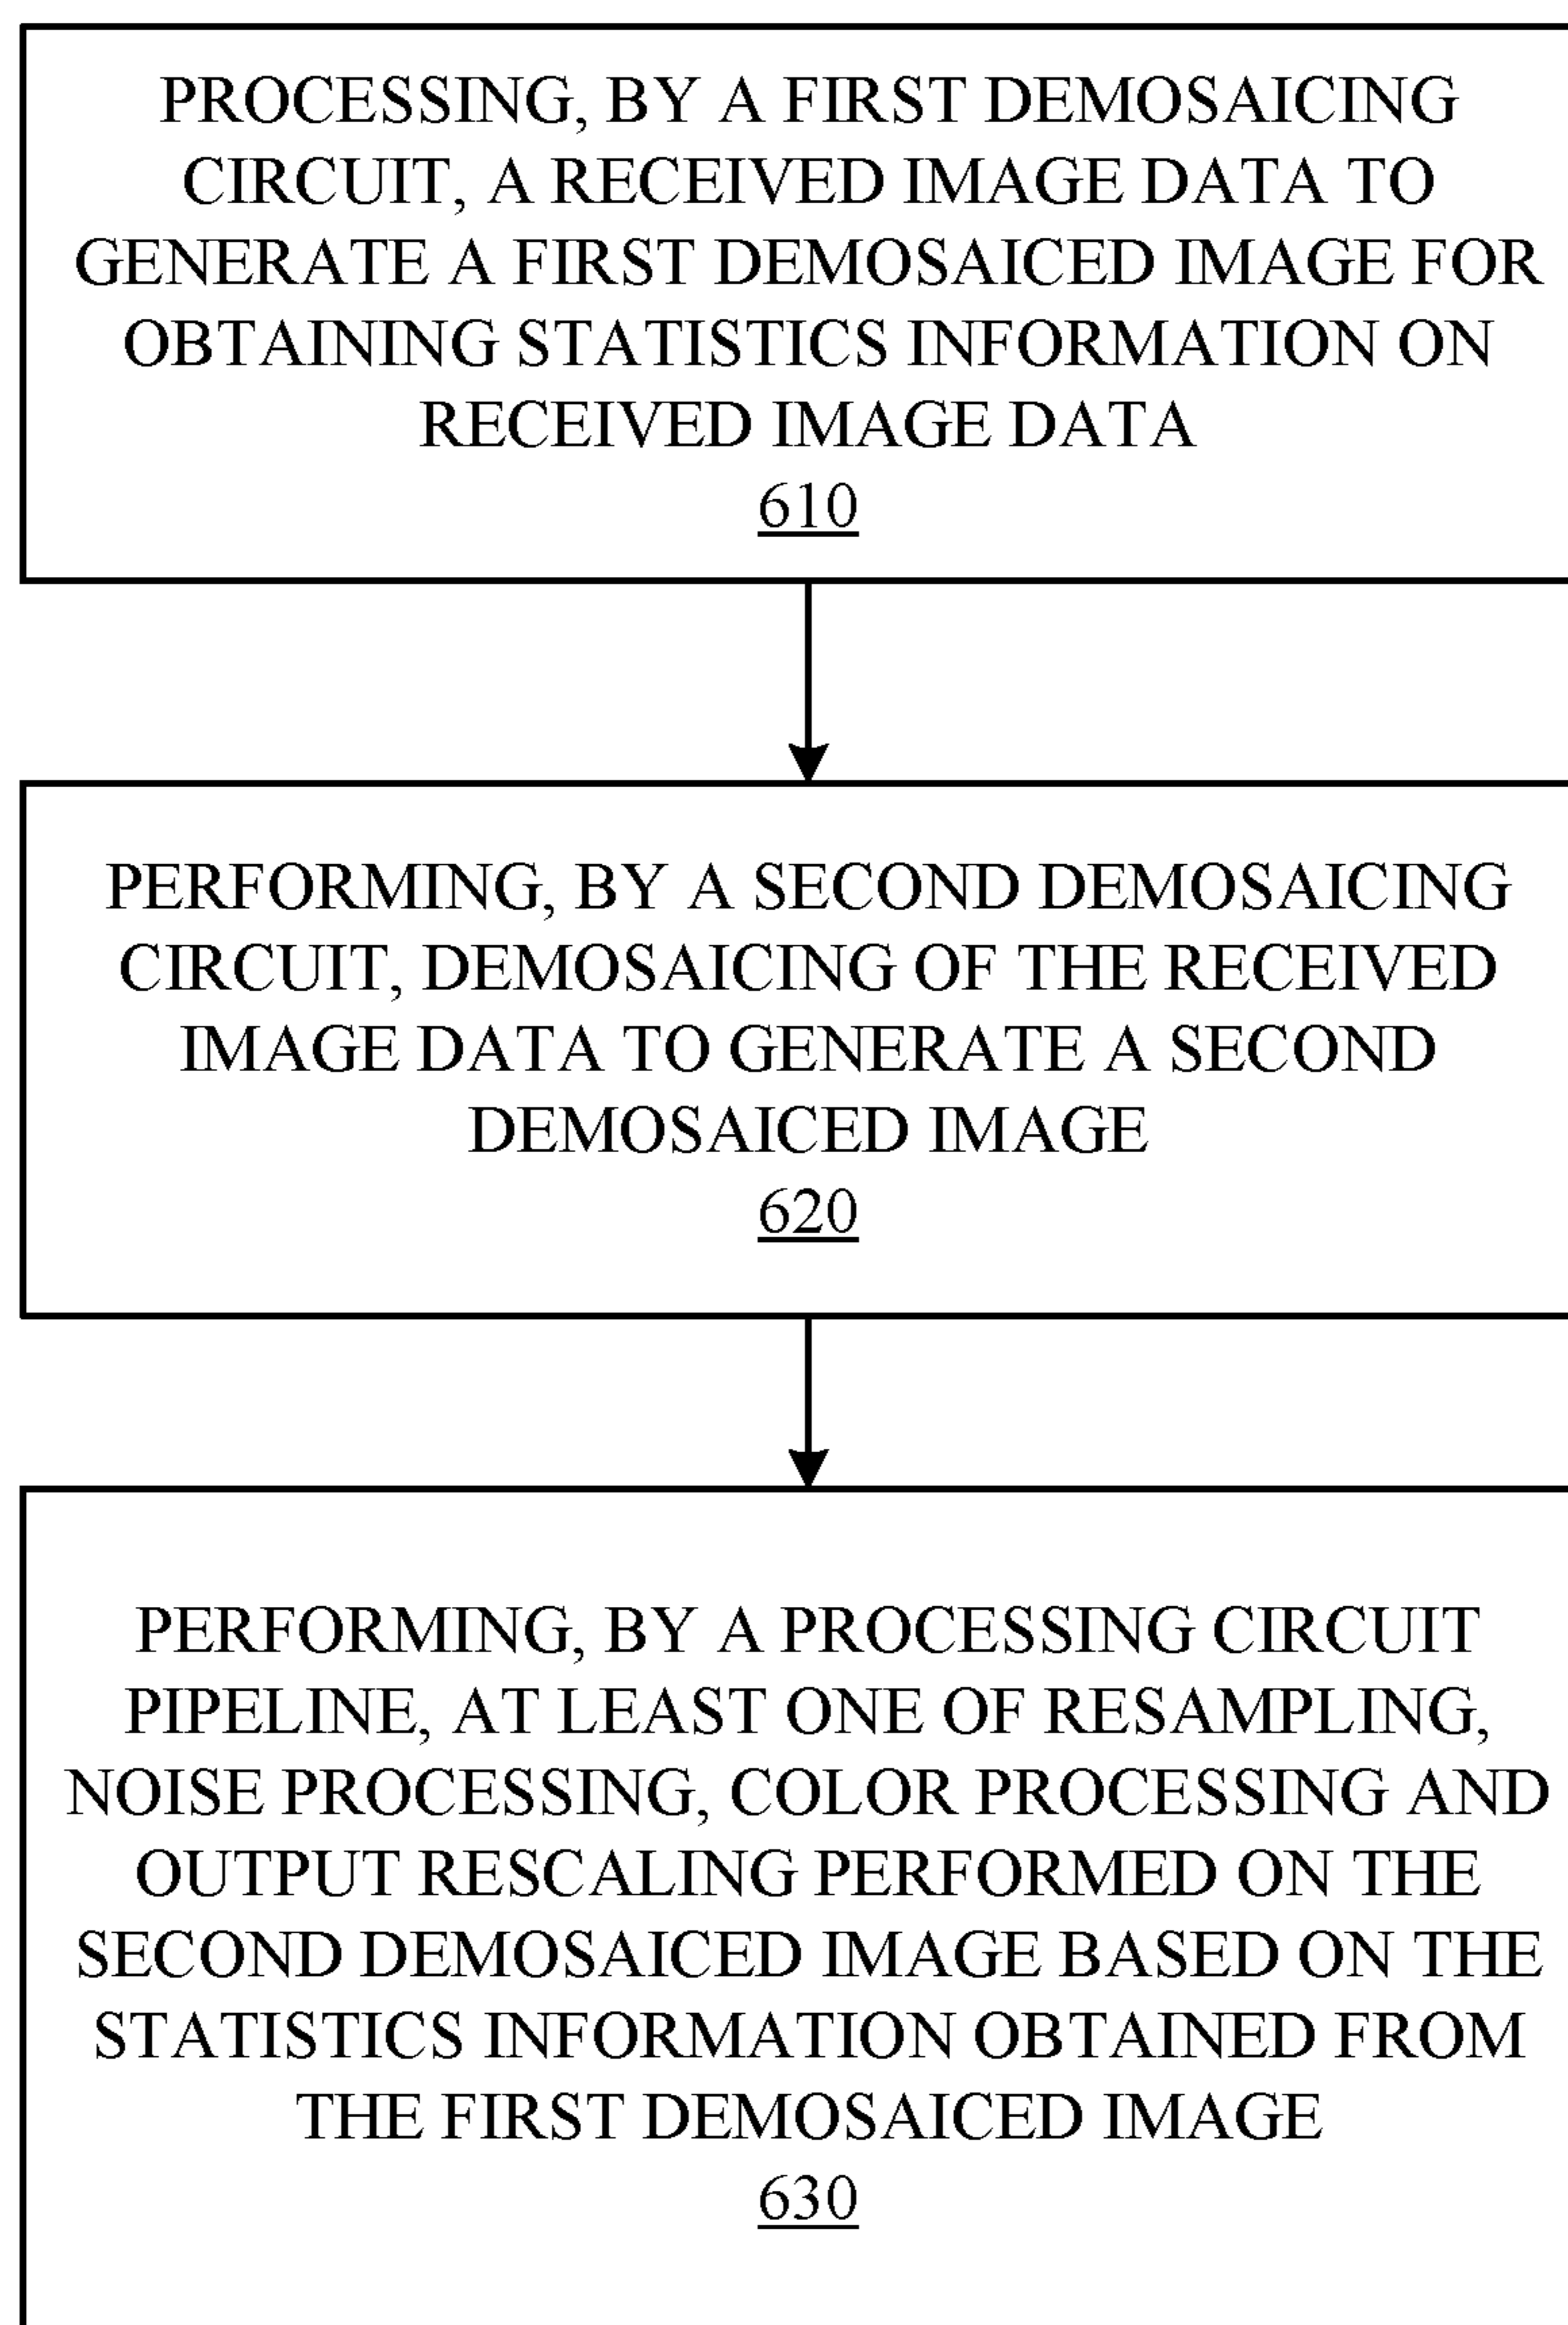 PROCESSING, BY A FIRST DEMOSAICING
CIRCUIT, A RECEIVED IMAGE DATA TO
GENERATE A FIRST DEMOSAICED IMAGE FOR
OBTAINING STATISTICS INFORMATION ON
RECEIVED IMAGE DATA
610
PERFORMING, BY A SECOND DEMOSAICING
CIRCUIT, DEMOSAICING OF THE RECEIVED
IMAGE DATA TO GENERATE A SECOND
DEMOSAICED IMAGE
620
PERFORMING, BY A PROCESSING CIRCUIT
PIPELINE, AT LEAST ONE OF RESAMPLING,
NOISE PROCESSING, COLOR PROCESSING AND
OUTPUT RESCALING PERFORMED ON THE
SECOND DEMOSAICED IMAGE BASED ON THE
STATISTICS INFORMATION OBTAINED FROM
THE FIRST DEMOSAICED IMAGE
630